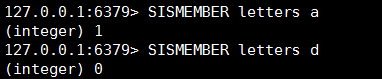 127.0.0.1:6379> SISMEMBER letters a
(integer) 1
127.0.0.1:6379> SISMEMBER letters d
(integer) 0